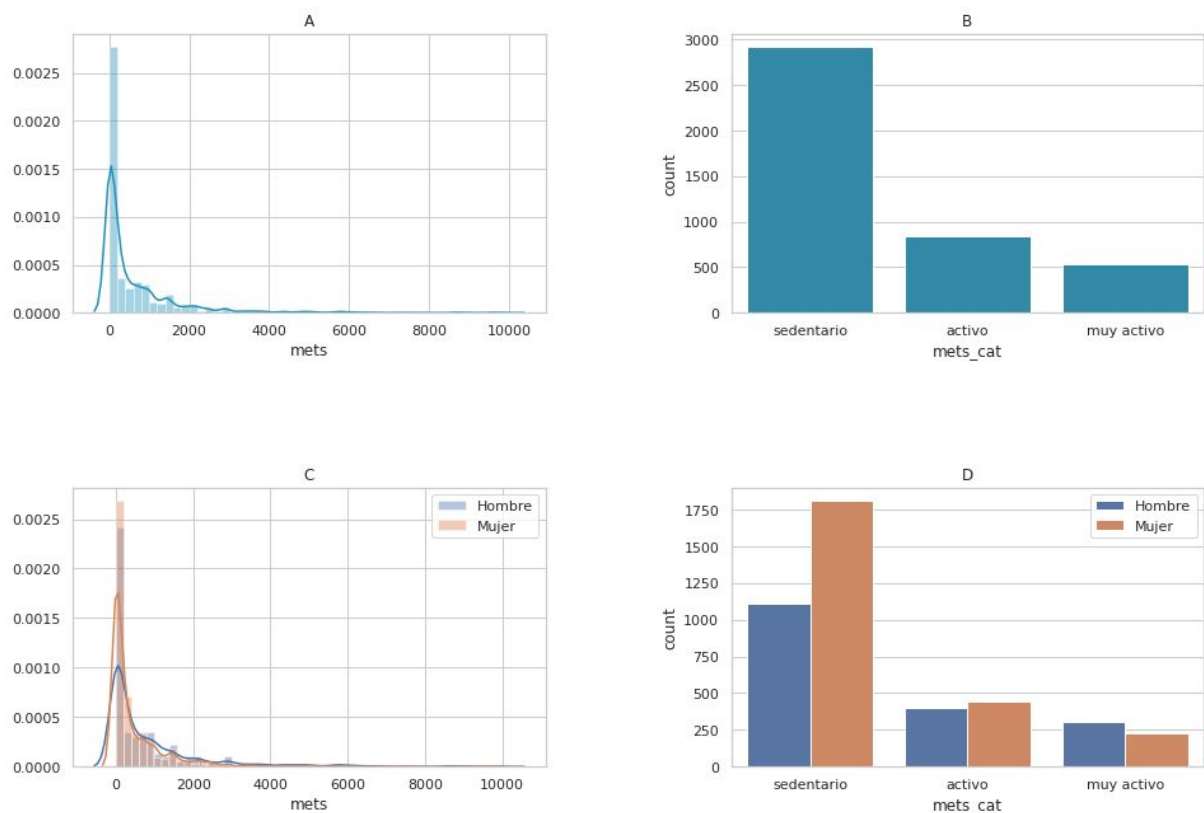 A
0.0025
0.0020
0.0015
0.0010
0.0005
0.0000
0 2000 4000 6000 8000 10000
mets
B
3000
2500
2000
1500
1000
500
0
count
sedentario activo muy activo
mets_cat
C
Hombre
Mujer
0.0025
0.0020
0.0015
0.0010
0.0005
0.0000
0 2000 4000 6000 8000 10000
mets
D
Hombre
Mujer
1750
1500
1250
1000
750
500
250
0
count
sedentario activo muy activo
mets_cat